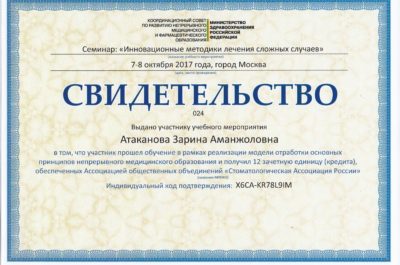 КООРДИНАЦИОННЫЙ СОВЕТ
ПО РАЗВИТИЮ НЕПРЕРЫВНОГО
МЕДИЦИНСКОГО
И ФАРМАЦЕВТИЧЕСКОГО
ОБРАЗОВАНИЯ
МИНИСТЕРСТВО
ЗДРАВООХРАНЕНИЯ
РОССИЙСКОЙ
ФЕДЕРАЦИИ
Семинар: «Инновационные методики лечения сложных случаев»
7-8 октября 2017 года, город Москва
СВИДЕТЕЛЬСТВО
024
Выдано участнику учебного мероприятия
Атаканова Зарина Аманжоловна
в том, что участник прошел обучение в рамках реализации модели отработки основных
принципов непрерывного медицинского образования и получил 12 зачетную единицу (кредита),
обеспеченных Ассоциацией общественных объединений «Стоматологическая Ассоциация России»
Индивидуальный код подтверждения: X6CA-KR78L9IM